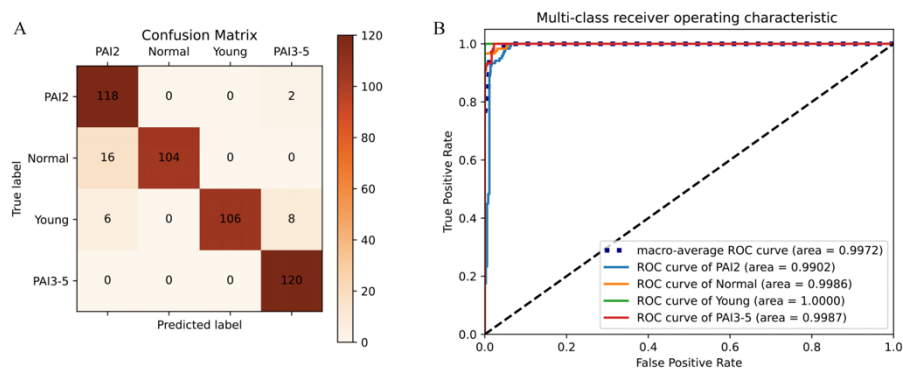 A
Confusion Matrix
PAI2 Normal Young PAI3-5
PAI2 118 0 0 2
Normal 16 104 0 0
Young 6 0 106 8
PAI3-5 0 0 0 120
True label
Predicted label
120
100
80
60
40
20
0
B
Multi-class receiver operating characteristic
1.0
0.8
0.6
0.4
0.2
0.0
True Positive Rate
macro-average ROC curve (area = 0.9972)
ROC curve of PAI2 (area = 0.9902)
ROC curve of Normal (area = 0.9986)
ROC curve of Young (area = 1.0000)
ROC curve of PAI3-5 (area = 0.9987)
0.0 0.2 0.4 0.6 0.8 1.0
False Positive Rate